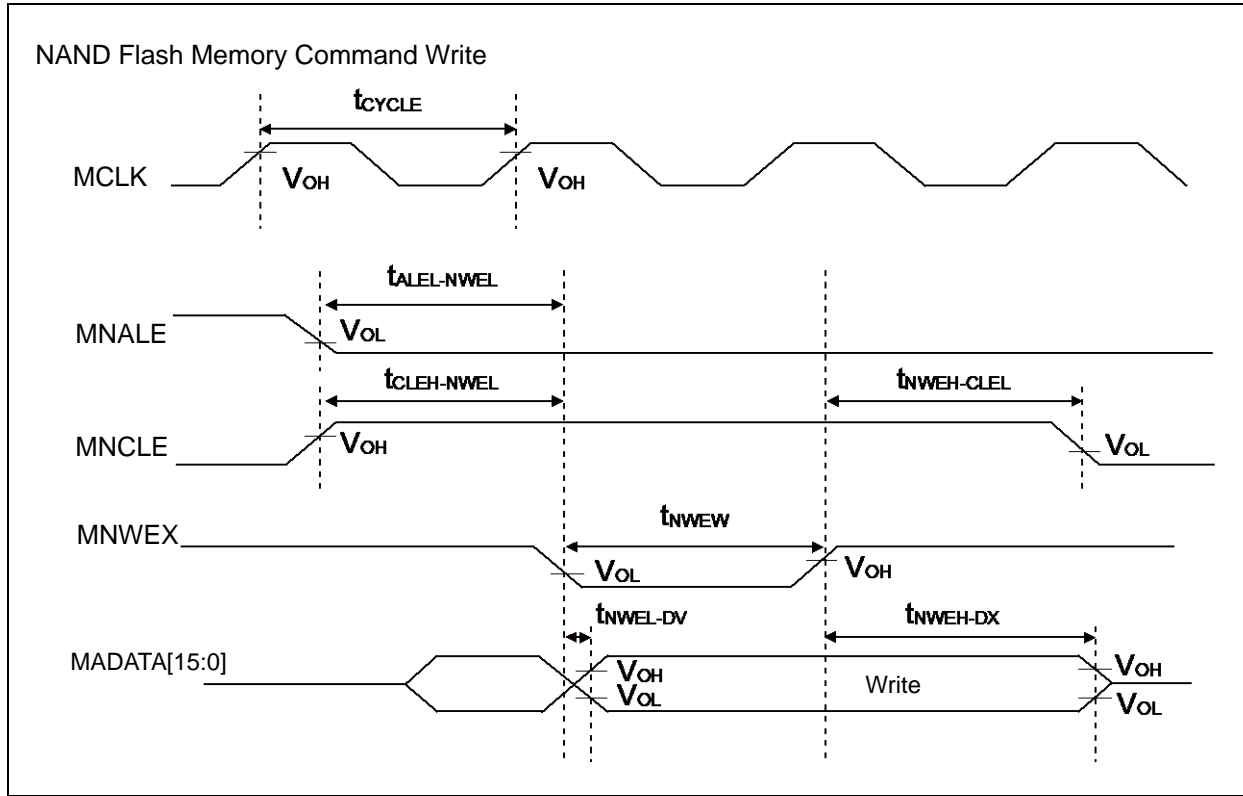 NAND Flash Memory Command Write
tCYCLE
MCLK
VOH
VOH
tALEL-NWEL
MNALE
VOL
tCLEH-NWEL
tNWEH-CLEL
MNCLE
VOH
VOL
MNWEX
tNWEW
VOL
VOH
tNWEL-DV
tNWEH-DX
MADATA[15:0]
VOH
VOL
Write
VOH
VOL